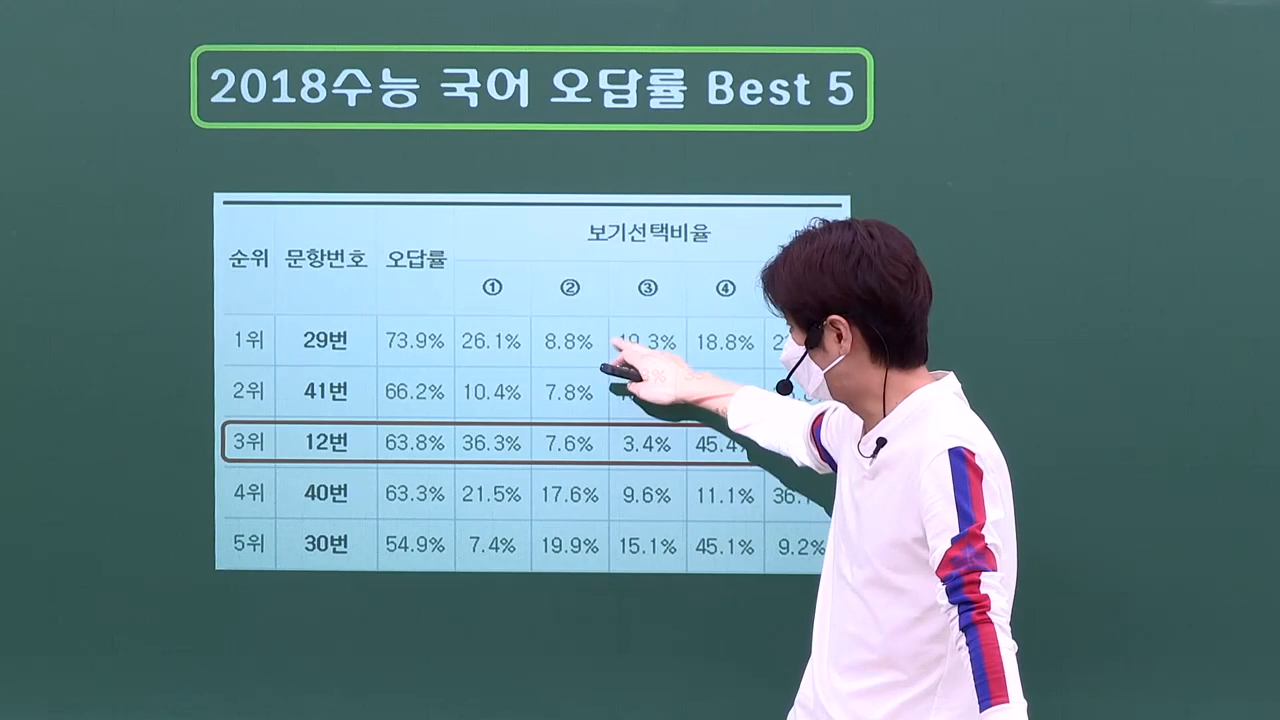 2018수능 국어 오답률 Best 5
순위 문항번호 오답률 보기선택비율
① ② ③ ④
1위 29번 73.9% 26.1% 8.8% 19.3% 18.8%
2위 41번 66.2% 10.4% 7.8%
3위 12번 63.8% 36.3% 7.6% 3.4%
4위 40번 63.3% 21.5% 17.6% 9.6% 11.1%
5위 30번 54.9% 7.4% 19.9% 15.1% 45.1% 9.2%